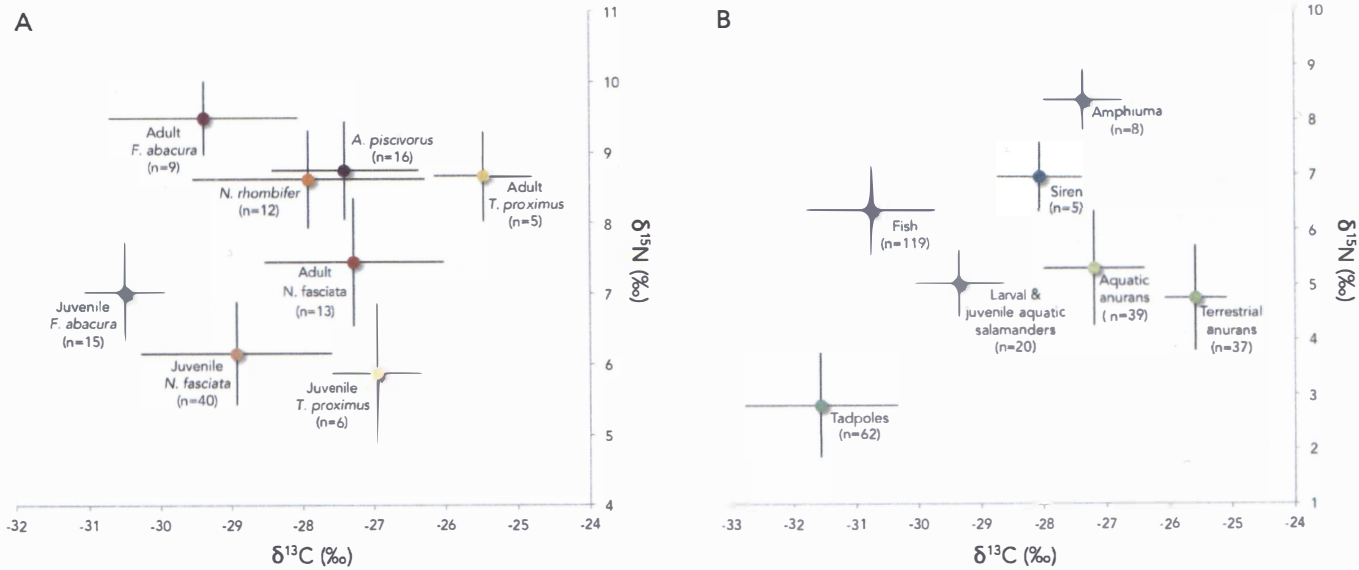 A
11
10
9
8
7
6
5
4
δ¹⁵N (‰)
Adult
F. abacura
(n=9)
A. piscivorus
(n=16)
N. rhombifer
(n=12)
Adult
T. proximus
(n=5)
Adult
N. fasciata
(n=13)
Juvenile
F. abacura
(n=15)
Juvenile
N. fasciata
(n=40)
Juvenile
T. proximus
(n=6)
-32 -31 -30 -29 -28 -27 -26 -25 -24
δ¹³C (‰)
B
10
9
8
7
6
5
4
3
2
1
δ¹⁵N (‰)
Amphiuma
(n=8)
Siren
(n=5)
Fish
(n=119)
Larval &
juvenile aquatic
salamanders
(n=20)
Aquatic
anurans
( n=39)
Terrestrial
anurans
(n=37)
Tadpoles
(n=62)
-33 -32 -31 -30 -29 -28 -27 -26 -25 -24
δ¹³C (‰)